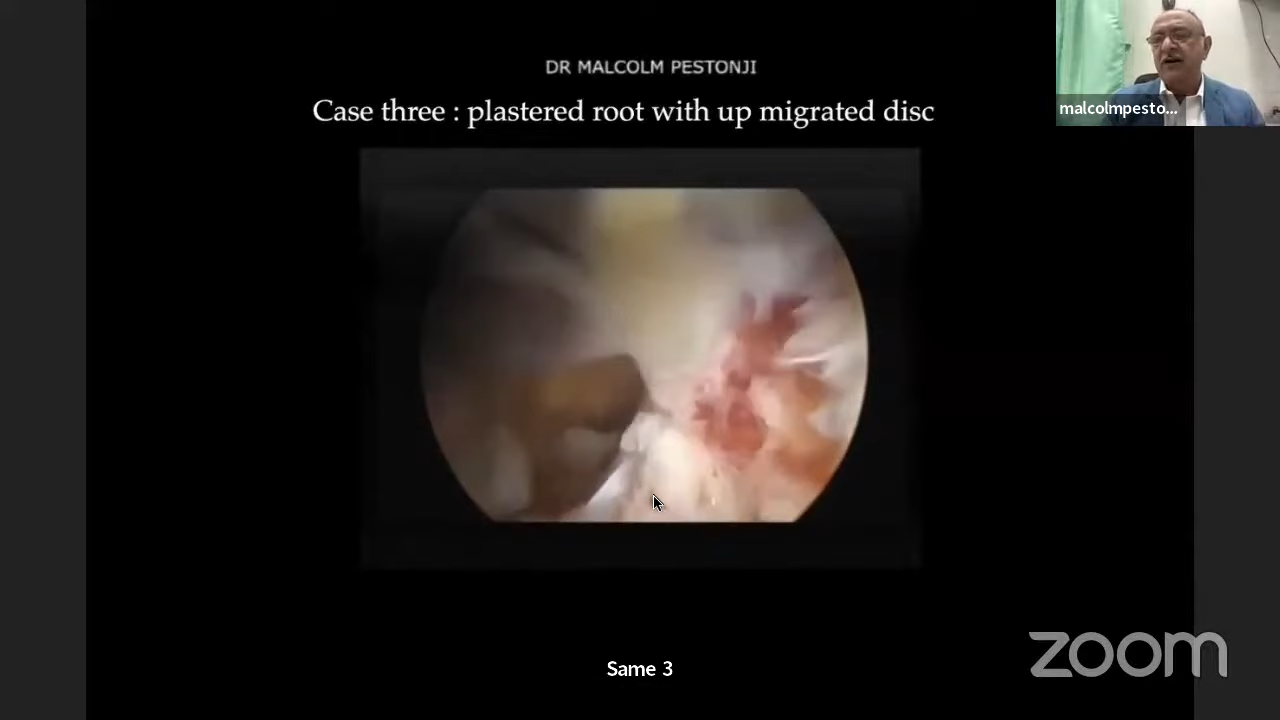 DR MALCOLM PESTONJI
Case three : plastered root with up migrated disc
malcolmpesto...
Same 3
zoom